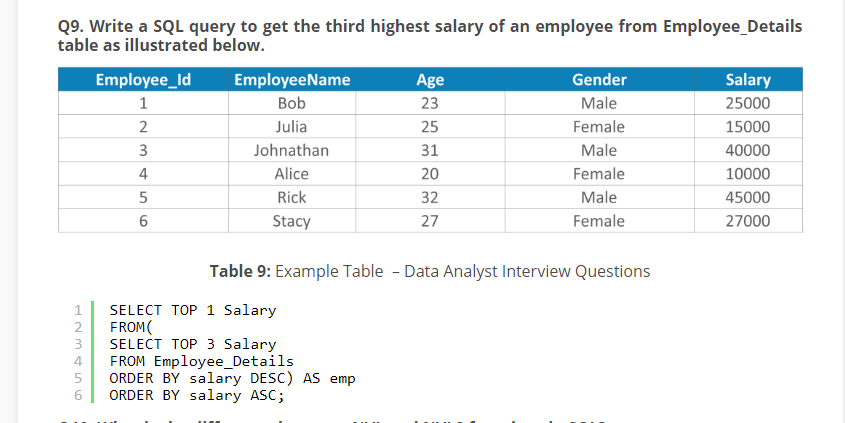 Q9. Write a SQL query to get the third highest salary of an employee from Employee_Details
table as illustrated below.
Employee_Id EmployeeName Age Gender Salary
1 Bob 23 Male 25000
2 Julia 25 Female 15000
3 Johnathan 31 Male 40000
4 Alice 20 Female 10000
5 Rick 32 Male 45000
6 Stacy 27 Female 27000
Table 9: Example Table – Data Analyst Interview Questions
1 SELECT TOP 1 Salary
2 FROM(
3 SELECT TOP 3 Salary
4 FROM Employee_Details
5 ORDER BY salary DESC) AS emp
6 ORDER BY salary ASC;